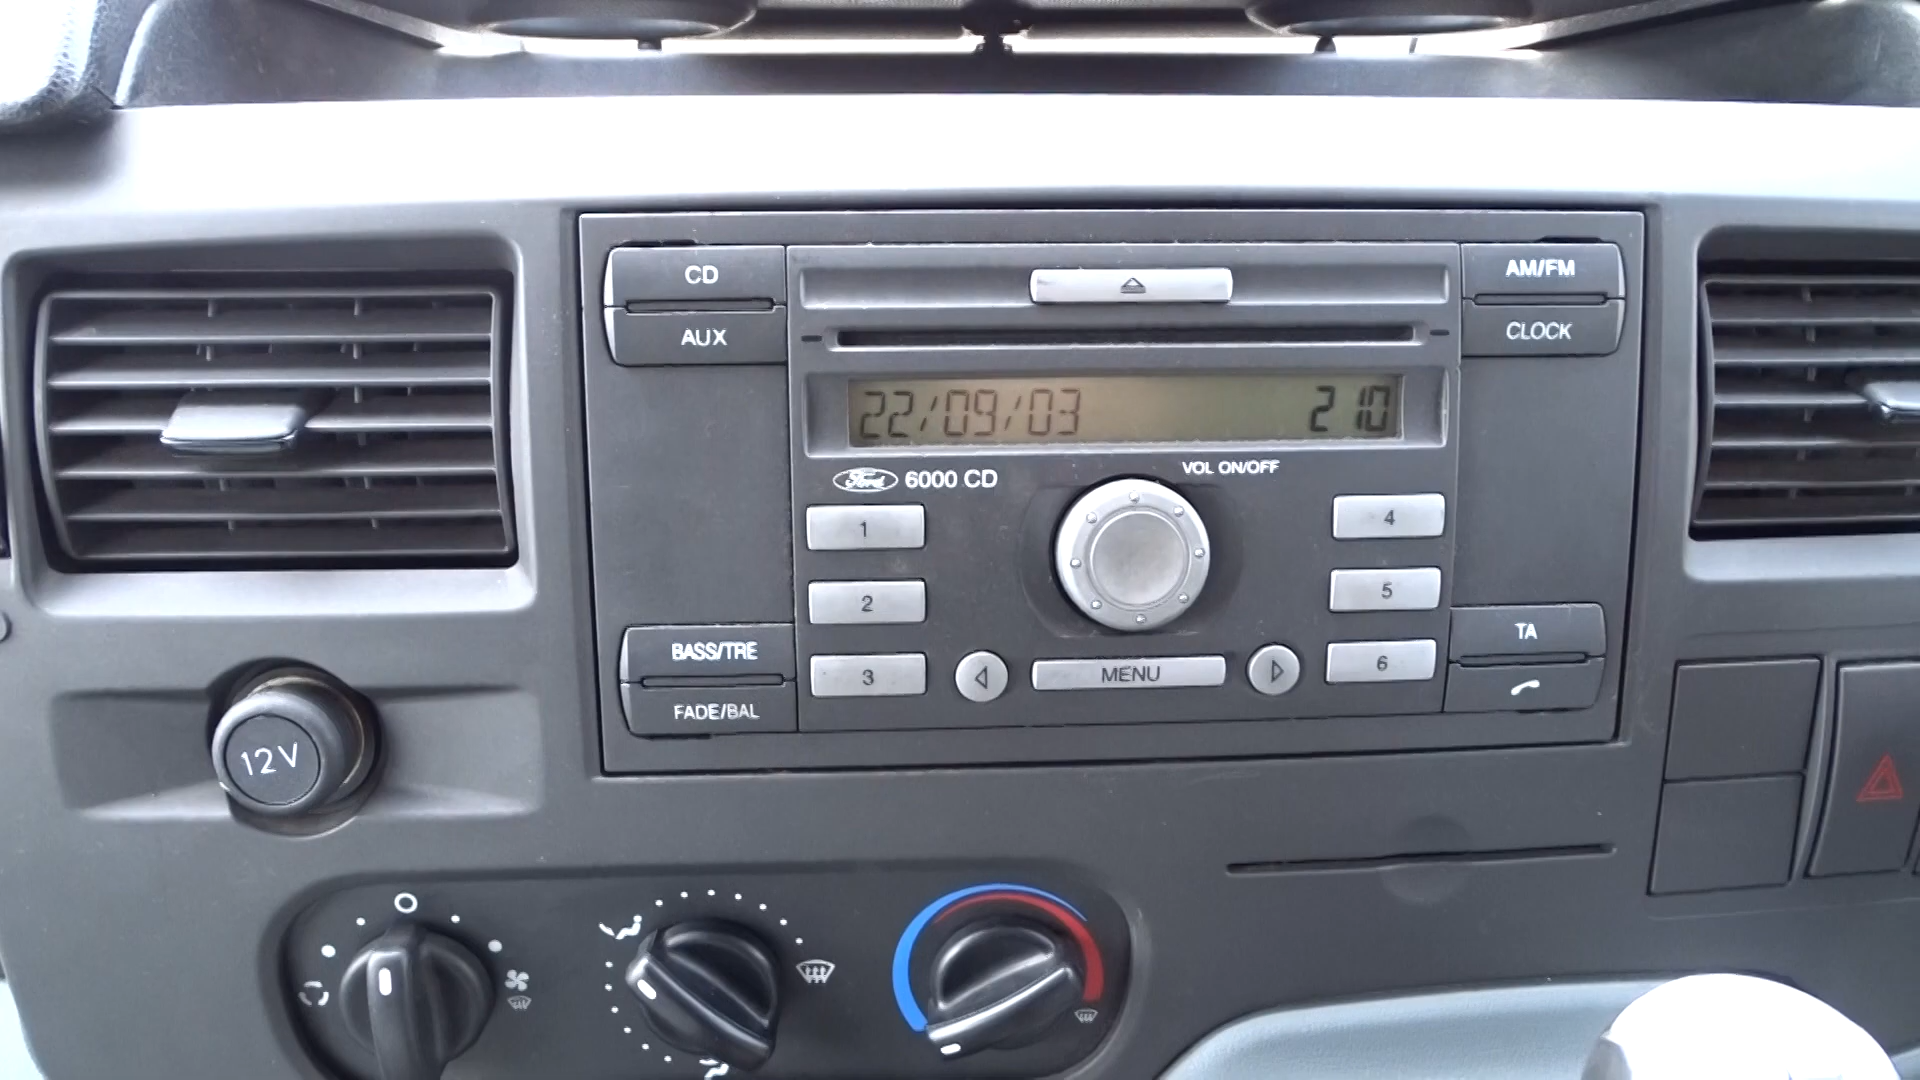 CD
AUX
AM/FM
CLOCK
22/09/03 2 10
Ford 6000 CD
VOL ON/OFF
1
2
3
4
5
6
BASS/TRE
FADE/BAL
MENU
TA
12V